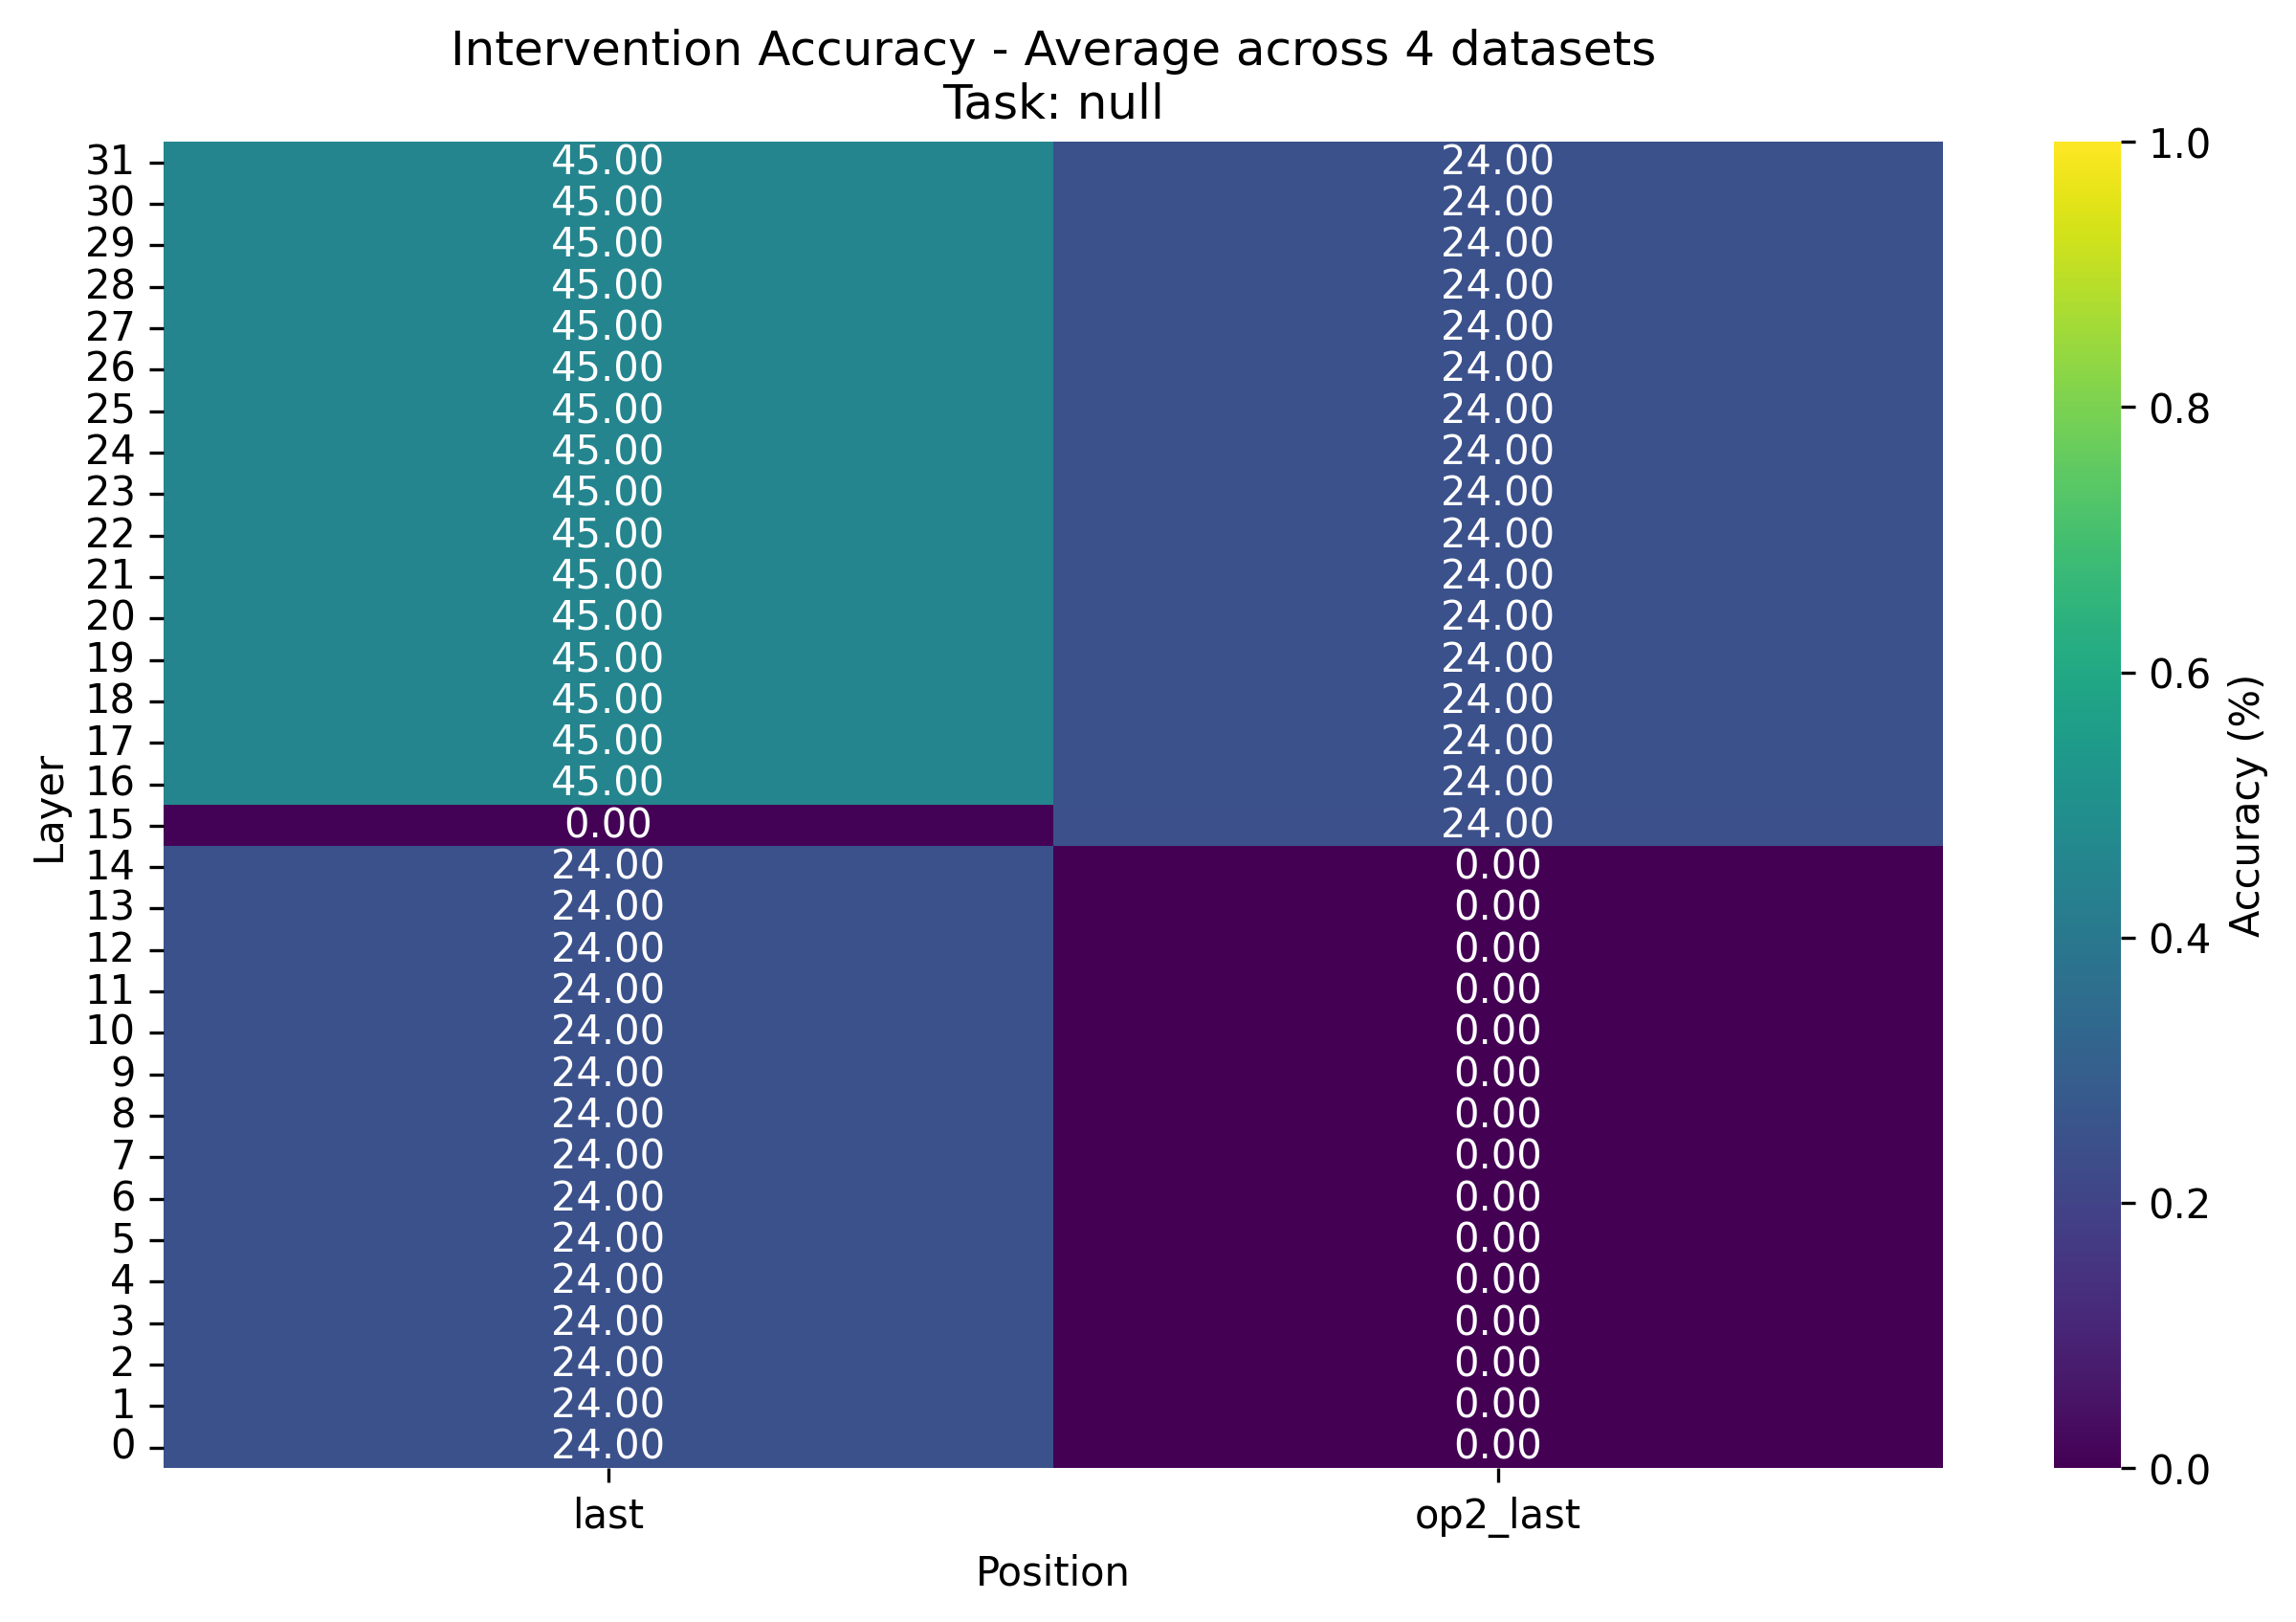 Intervention Accuracy - Average across 4 datasets
Task: null
31 45.00 24.00
30 45.00 24.00
29 45.00 24.00
28 45.00 24.00
27 45.00 24.00
26 45.00 24.00
25 45.00 24.00
24 45.00 24.00
23 45.00 24.00
22 45.00 24.00
21 45.00 24.00
20 45.00 24.00
19 45.00 24.00
18 45.00 24.00
17 45.00 24.00
16 45.00 24.00
15 0.00 24.00
14 24.00 0.00
13 24.00 0.00
12 24.00 0.00
11 24.00 0.00
10 24.00 0.00
9 24.00 0.00
8 24.00 0.00
7 24.00 0.00
6 24.00 0.00
5 24.00 0.00
4 24.00 0.00
3 24.00 0.00
2 24.00 0.00
1 24.00 0.00
0 24.00 0.00
last op2_last
Position
Layer
1.0
0.8
0.6
0.4
0.2
0.0
Accuracy (%)